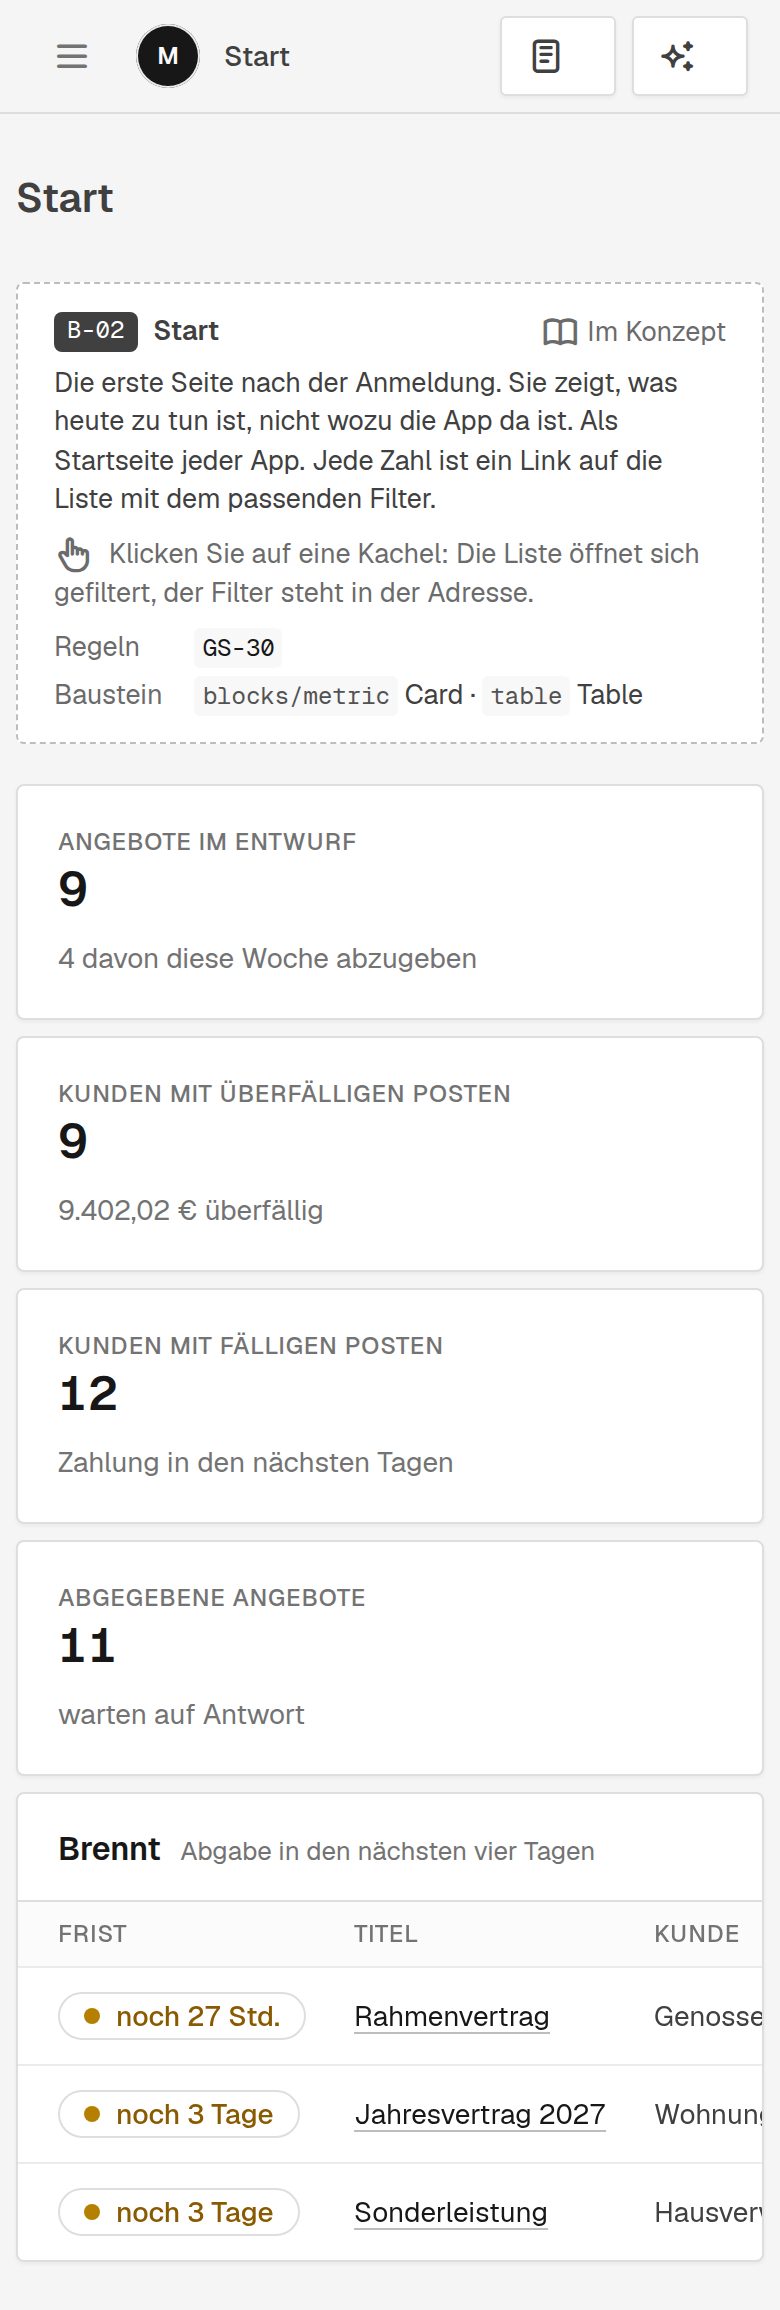 M Start
Start
B-02 Start Im Konzept
Die erste Seite nach der Anmeldung. Sie zeigt, was
heute zu tun ist, nicht wozu die App da ist. Als
Startseite jeder App. Jede Zahl ist ein Link auf die
Liste mit dem passenden Filter.
Klicken Sie auf eine Kachel: Die Liste öffnet sich
gefiltert, der Filter steht in der Adresse.
Regeln GS-30
Baustein blocks/metric Card · table Table
ANGEBOTE IM ENTWURF
9
4 davon diese Woche abzugeben
KUNDEN MIT ÜBERFÄLLIGEN POSTEN
9
9.402,02 € überfällig
KUNDEN MIT FÄLLIGEN POSTEN
12
Zahlung in den nächsten Tagen
ABGEGEBENE ANGEBOTE
11
warten auf Antwort
Brennt Abgabe in den nächsten vier Tagen
FRIST TITEL KUNDE
noch 27 Std. Rahmenvertrag Genosse
noch 3 Tage Jahresvertrag 2027 Wohnung
noch 3 Tage Sonderleistung Hausverv